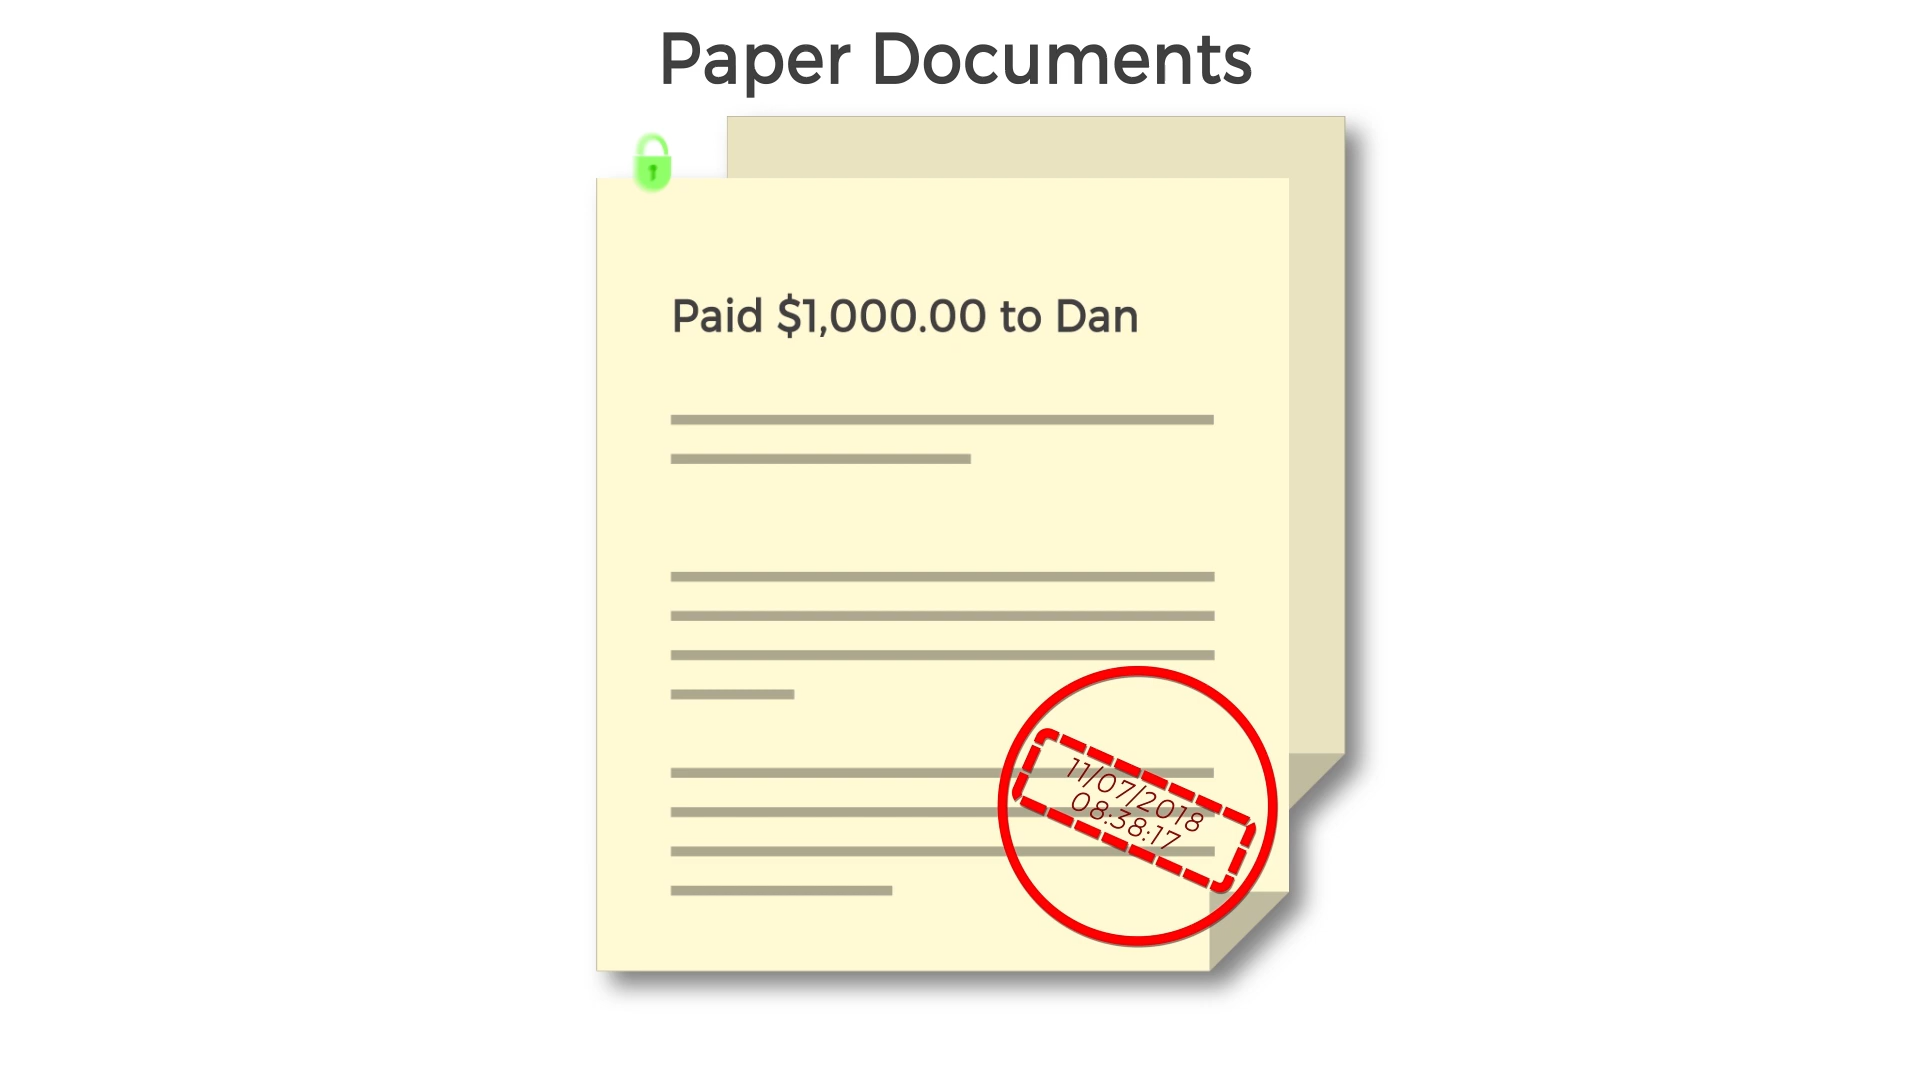 Paper Documents
Paid $1,000.00 to Dan
11/07/2018
08:38:17